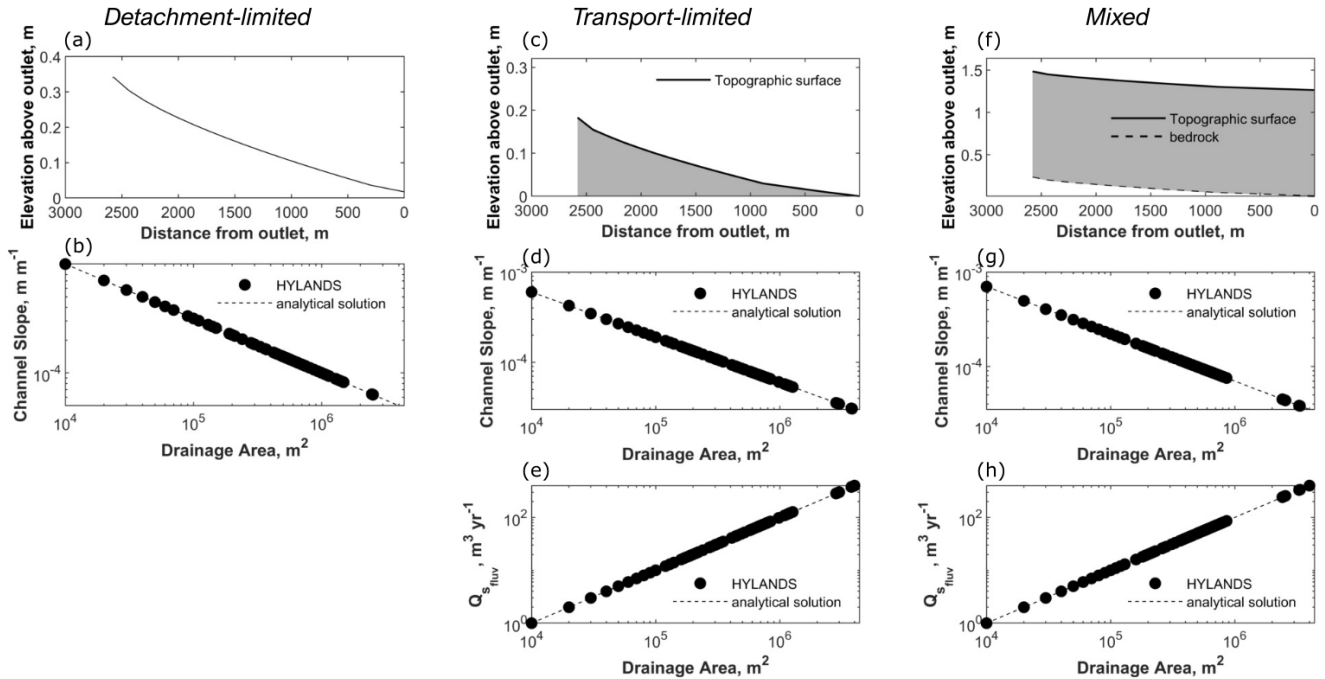 Detachment-limited
Transport-limited
Mixed
(a)
Elevation above outlet, m
0.4
0.3
0.2
0.1
0
3000 2500 2000 1500 1000 500 0
Distance from outlet, m
(c)
Elevation above outlet, m
0.3
0.2
0.1
0
Topographic surface
3000 2500 2000 1500 1000 500 0
Distance from outlet, m
(f)
Elevation above outlet, m
1.5
1
0.5
Topographic surface
bedrock
3000 2500 2000 1500 1000 500 0
Distance from outlet, m
(b)
Channel Slope, m m-1
10-4
HYLANDS
analytical solution
104 105 106
Drainage Area, m2
(d)
Channel Slope, m m-1
10-3
10-4
HYLANDS
analytical solution
104 105 106
Drainage Area, m2
(g)
Channel Slope, m m-1
10-3
10-4
HYLANDS
analytical solution
104 105 106
Drainage Area, m2
(e)
Qsfluv , m3 yr-1
102
100
HYLANDS
analytical solution
104 105 106
Drainage Area, m2
(h)
Qsfluv , m3 yr-1
102
100
HYLANDS
analytical solution
104 105 106
Drainage Area, m2